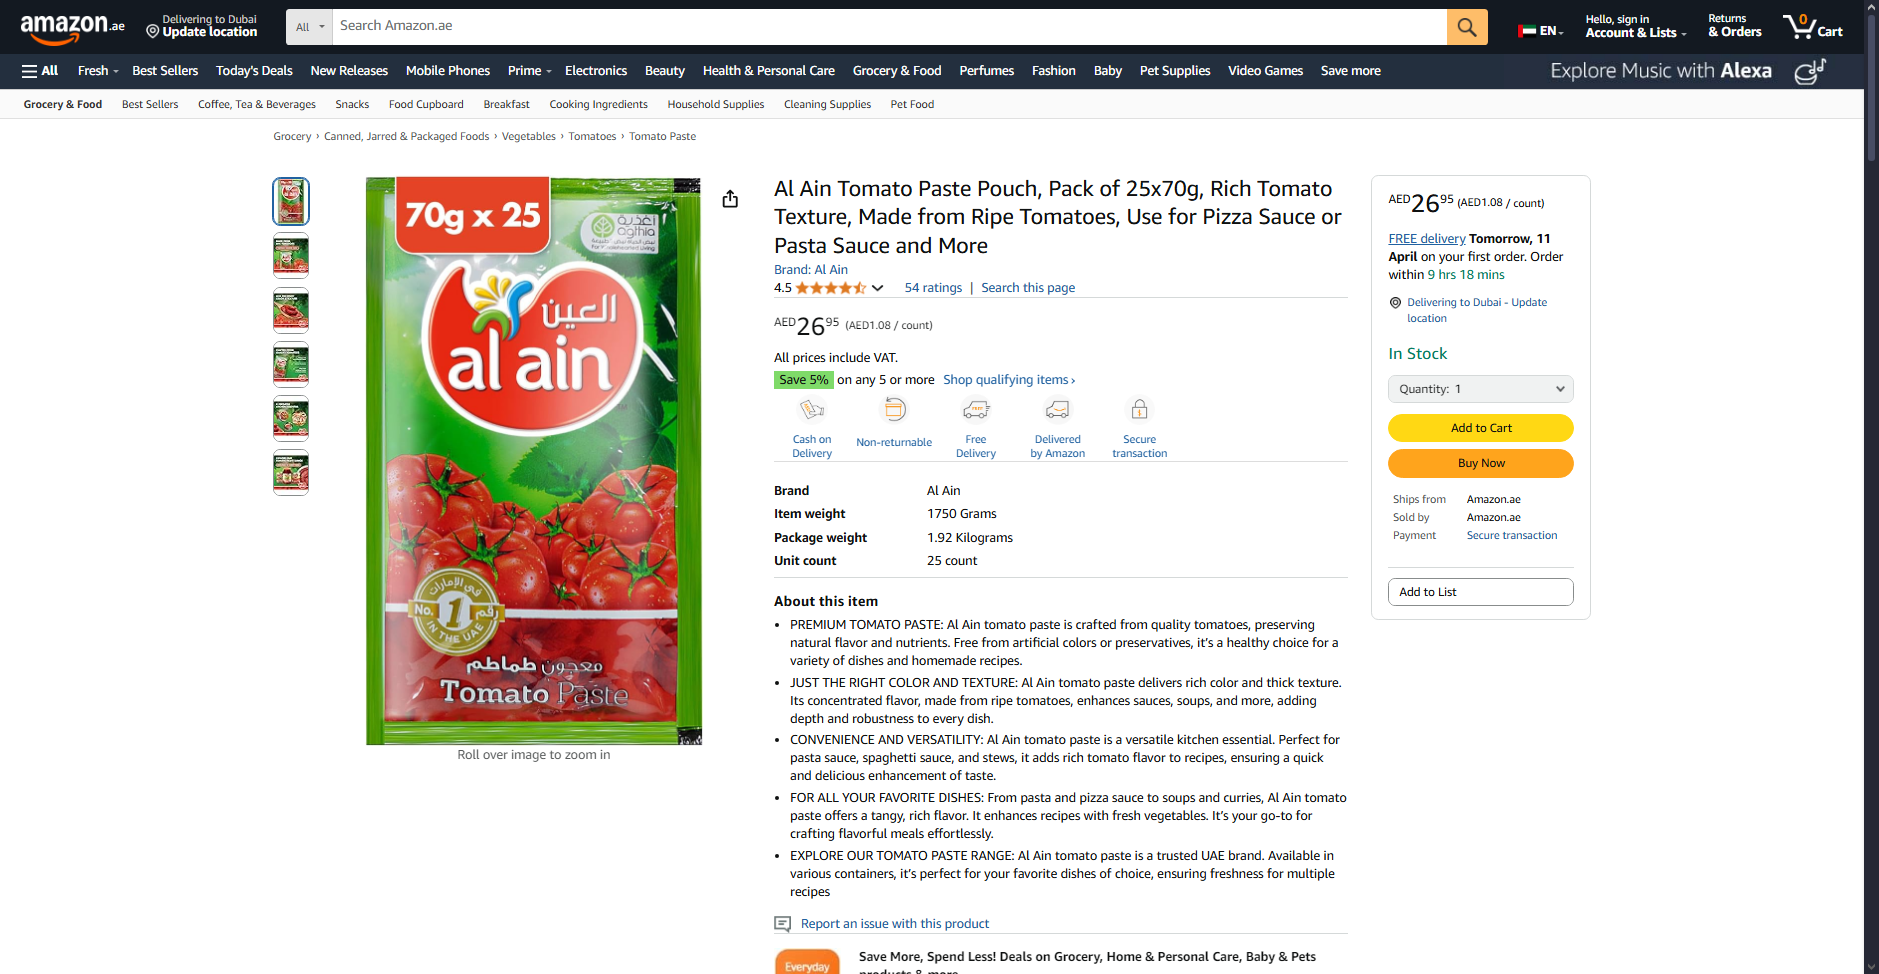 amazon.ae
Delivering to Dubai
Update location
All
Search Amazon.ae
EN
Hello, sign in
Account & Lists
Returns
& Orders
0
Cart
All
Fresh
Best Sellers
Today's Deals
New Releases
Mobile Phones
Prime
Electronics
Beauty
Health & Personal Care
Grocery & Food
Perfumes
Fashion
Baby
Pet Supplies
Video Games
Save more
Explore Music with Alexa
Grocery & Food
Best Sellers
Coffee, Tea & Beverages
Snacks
Food Cupboard
Breakfast
Cooking Ingredients
Household Supplies
Cleaning Supplies
Pet Food
Grocery › Canned, Jarred & Packaged Foods › Vegetables › Tomatoes › Tomato Paste
70g x 25
أغذية
agthia
العين
al ain
في الإمارات
No. 1 رقم
IN THE UAE
معجون طماطم
Tomato Paste
Roll over image to zoom in
Al Ain Tomato Paste Pouch, Pack of 25x70g, Rich Tomato
Texture, Made from Ripe Tomatoes, Use for Pizza Sauce or
Pasta Sauce and More
Brand: Al Ain
4.5
54 ratings | Search this page
AED2695 (AED1.08 / count)
All prices include VAT.
Save 5% on any 5 or more Shop qualifying items ›
Cash on
Delivery
Non-returnable
Free
Delivery
Delivered
by Amazon
Secure
transaction
Brand Al Ain
Item weight 1750 Grams
Package weight 1.92 Kilograms
Unit count 25 count
About this item
• PREMIUM TOMATO PASTE: Al Ain tomato paste is crafted from quality tomatoes, preserving
natural flavor and nutrients. Free from artificial colors or preservatives, it's a healthy choice for a
variety of dishes and homemade recipes.
• JUST THE RIGHT COLOR AND TEXTURE: Al Ain tomato paste delivers rich color and thick texture.
Its concentrated flavor, made from ripe tomatoes, enhances sauces, soups, and more, adding
depth and robustness to every dish.
• CONVENIENCE AND VERSATILITY: Al Ain tomato paste is a versatile kitchen essential. Perfect for
pasta sauce, spaghetti sauce, and stews, it adds rich tomato flavor to recipes, ensuring a quick
and delicious enhancement of taste.
• FOR ALL YOUR FAVORITE DISHES: From pasta and pizza sauce to soups and curries, Al Ain tomato
paste offers a tangy, rich flavor. It enhances recipes with fresh vegetables. It's your go-to for
crafting flavorful meals effortlessly.
• EXPLORE OUR TOMATO PASTE RANGE: Al Ain tomato paste is a trusted UAE brand. Available in
various containers, it's perfect for your favorite dishes of choice, ensuring freshness for multiple
recipes
Report an issue with this product
Everyday
Save More, Spend Less! Deals on Grocery, Home & Personal Care, Baby & Pets
products & more
AED2695 (AED1.08 / count)
FREE delivery Tomorrow, 11
April on your first order. Order
within 9 hrs 18 mins
Delivering to Dubai - Update
location
In Stock
Quantity: 1
Add to Cart
Buy Now
Ships from Amazon.ae
Sold by Amazon.ae
Payment Secure transaction
Add to List